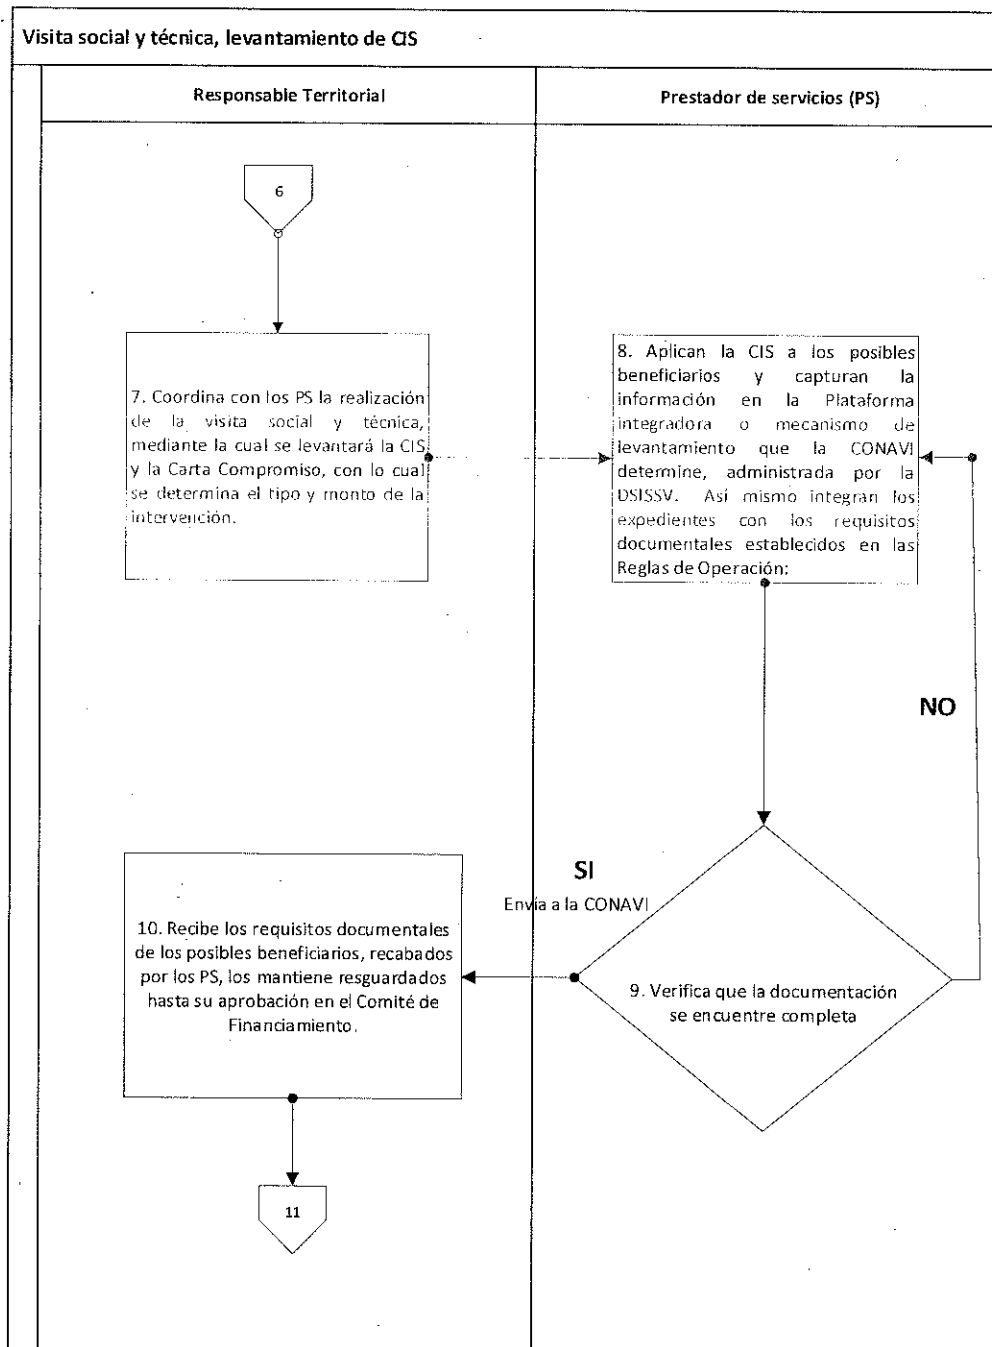 Visita social y técnica, levantamiento de CIS
Responsable Territorial
Prestador de servicios (PS)
6
7. Coordina con los PS la realización
de la visita social y técnica,
mediante la cual se levantará la CIS
y la Carta Compromiso, con lo cual
se determina el tipo y monto de la
intervención.
8. Aplican la CIS a los posibles
beneficiarios y capturan la
información en la Plataforma
integradora o mecanismo de
levantamiento que la CONAVI
determine, administrada por la
DSISSV. Así mismo integran los
expedientes con los requisitos
documentales establecidos en las
Reglas de Operación:
NO
SI
Envía a la CONAVI
9. Verifica que la documentación
se encuentre completa
10. Recibe los requisitos documentales
de los posibles beneficiarios, recabados
por los PS, los mantiene resguardados
hasta su aprobación en el Comité de
Financiamiento.
11